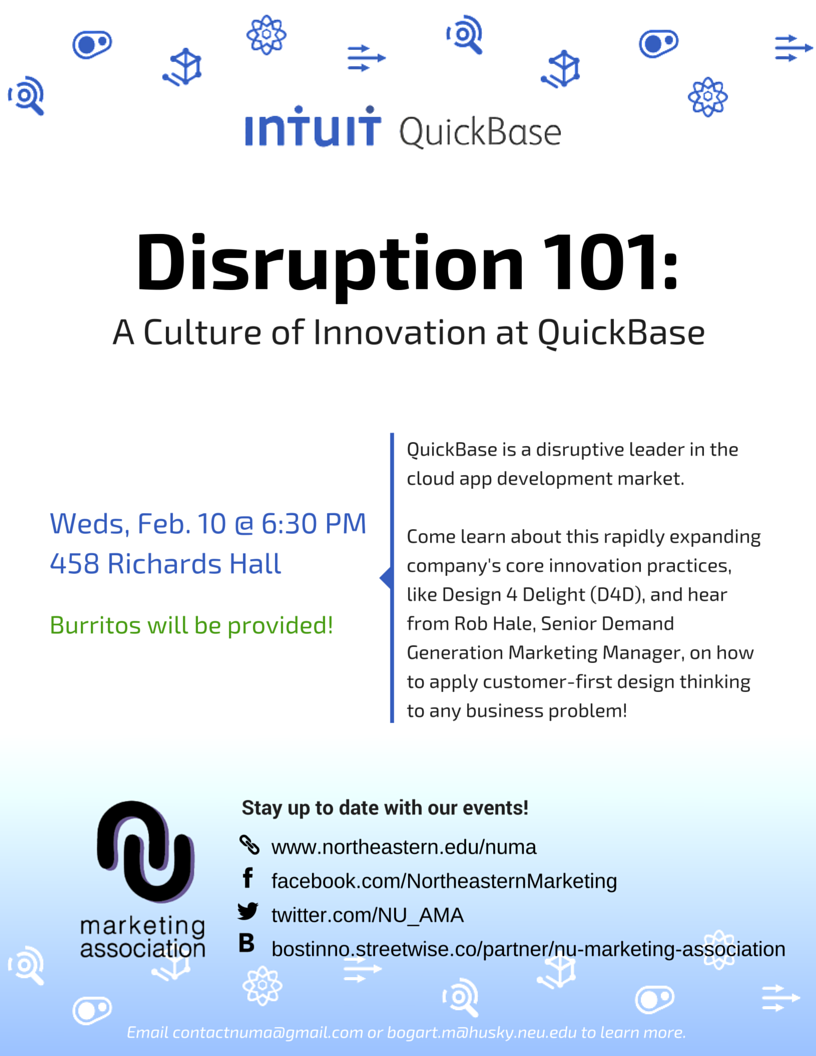 intuit QuickBase
Disruption 101:
A Culture of Innovation at QuickBase
Weds, Feb. 10 @ 6:30 PM
458 Richards Hall
Burritos will be provided!
QuickBase is a disruptive leader in the
cloud app development market.
Come learn about this rapidly expanding
company's core innovation practices,
like Design 4 Delight (D4D), and hear
from Rob Hale, Senior Demand
Generation Marketing Manager, on how
to apply customer-first design thinking
to any business problem!
marketing
association
Stay up to date with our events!
www.northeastern.edu/numa
facebook.com/NortheasternMarketing
twitter.com/NU_AMA
B bostinno.streetwise.co/partner/nu-marketing-association
Email contactnuma@gmail.com or bogart.m@husky.neu.edu to learn more.